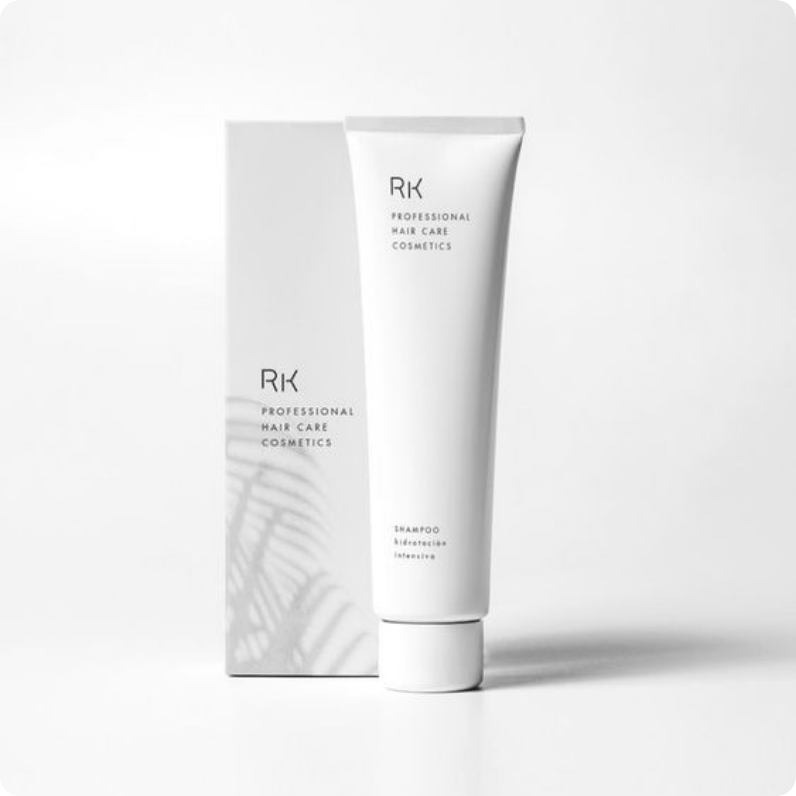 RK
PROFESSIONAL
HAIR CARE
COSMETICS
SHAMPOO
hidratación
intensiva
RK
PROFESSIONAL
HAIR CARE
COSMETICS